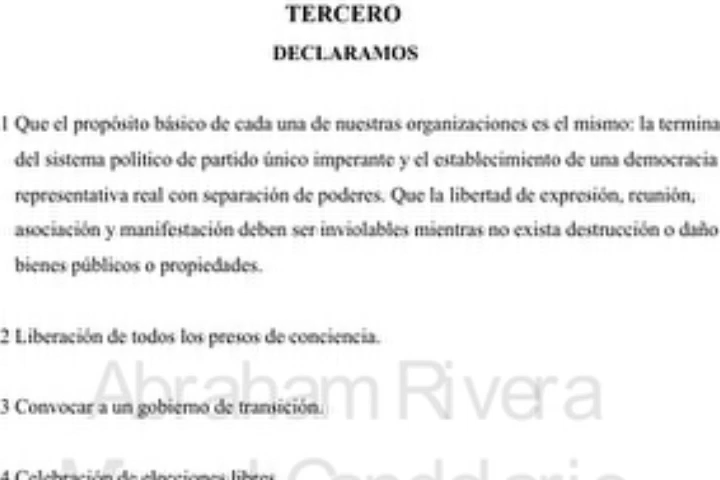 TERCERO
DECLARAMOS
1 Que el propósito básico de cada una de nuestras organizaciones es el mismo: la termina
del sistema político de partido único imperante y el establecimiento de una democracia
representativa real con separación de poderes. Que la libertad de expresión, reunión,
asociación y manifestación deben ser inviolables mientras no exista destrucción o daño
bienes públicos o propiedades.
2 Liberación de todos los presos de conciencia.
Abraham Rivera
3 Convocar a un gobierno de transición.
4 Celebración de elecciones libres